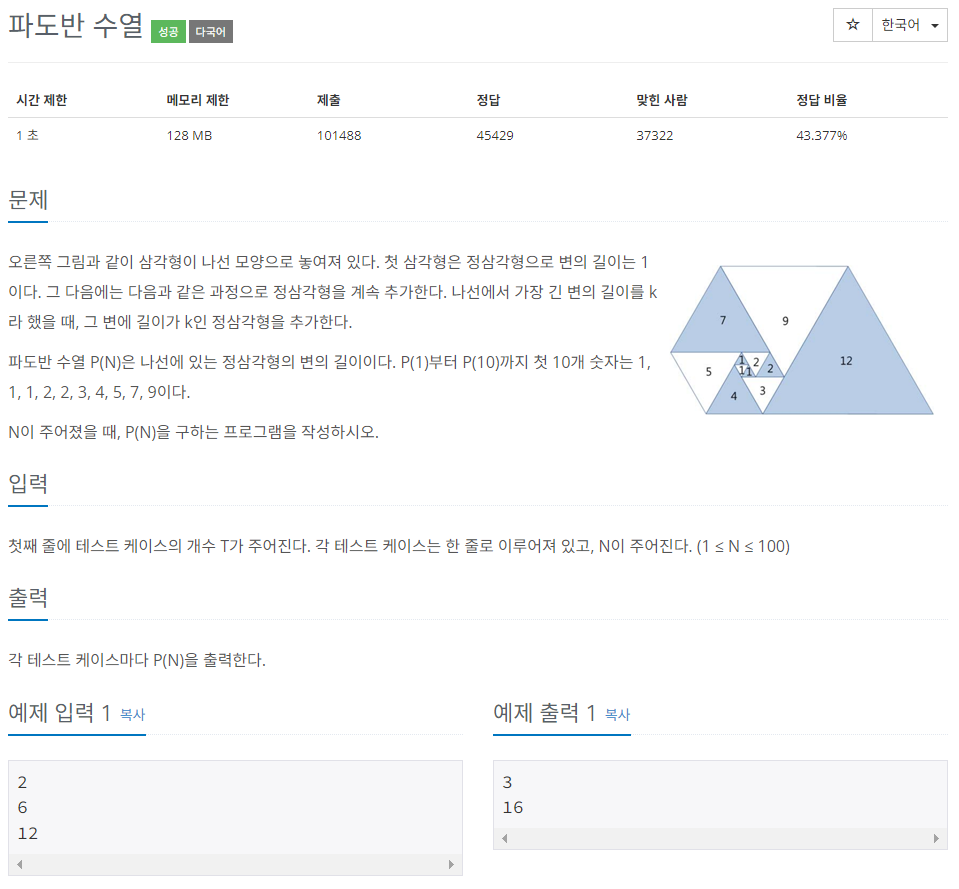 파도반 수열 성공 다국어
☆ 한국어
시간 제한 메모리 제한 제출 정답 맞힌 사람 정답 비율
1 초 128 MB 101488 45429 37322 43.377%
문제
오른쪽 그림과 같이 삼각형이 나선 모양으로 놓여져 있다. 첫 삼각형은 정삼각형으로 변의 길이는 1
이다. 그 다음에는 다음과 같은 과정으로 정삼각형을 계속 추가한다. 나선에서 가장 긴 변의 길이를 k
라 했을 때, 그 변에 길이가 k인 정삼각형을 추가한다.
파도반 수열 P(N)은 나선에 있는 정삼각형의 변의 길이이다. P(1)부터 P(10)까지 첫 10개 숫자는 1,
1, 1, 2, 2, 3, 4, 5, 7, 9이다.
N이 주어졌을 때, P(N)을 구하는 프로그램을 작성하시오.
7 9
12
1 2
5 1 1 2
3
4
입력
첫째 줄에 테스트 케이스의 개수 T가 주어진다. 각 테스트 케이스는 한 줄로 이루어져 있고, N이 주어진다. (1 ≤ N ≤ 100)
출력
각 테스트 케이스마다 P(N)을 출력한다.
예제 입력 1 복사
2
6
12
예제 출력 1 복사
3
16